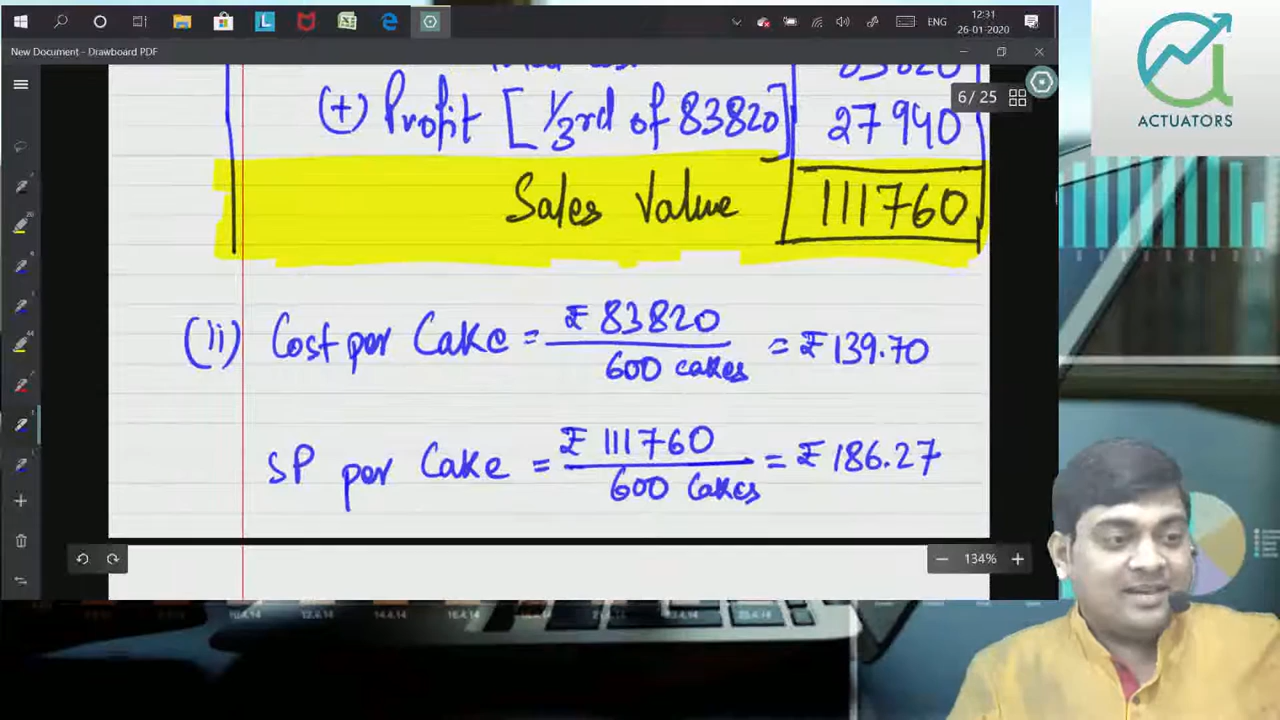 12:31
ENG
26-01-2020
New Document - Drawboard PDF
83820
6/25
(+) Profit [ 1/3rd of 83820] 27940
Sales Value 111760
(ii) Cost per Cake = ₹ 83820 / 600 cakes = ₹ 139.70
SP per Cake = ₹ 111760 / 600 Cakes = ₹ 186.27
134%
ACTUATORS